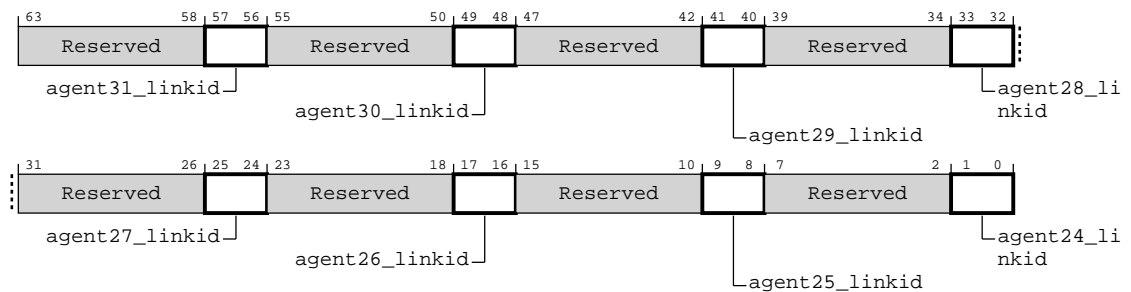 63 58 57 56 55 50 49 48 47 42 41 40 39 34 33 32
Reserved Reserved Reserved Reserved
agent31_linkid agent28_li
nkid
agent30_linkid
agent29_linkid
31 26 25 24 23 18 17 16 15 10 9 8 7 2 1 0
Reserved Reserved Reserved Reserved
agent27_linkid agent24_li
nkid
agent26_linkid
agent25_linkid